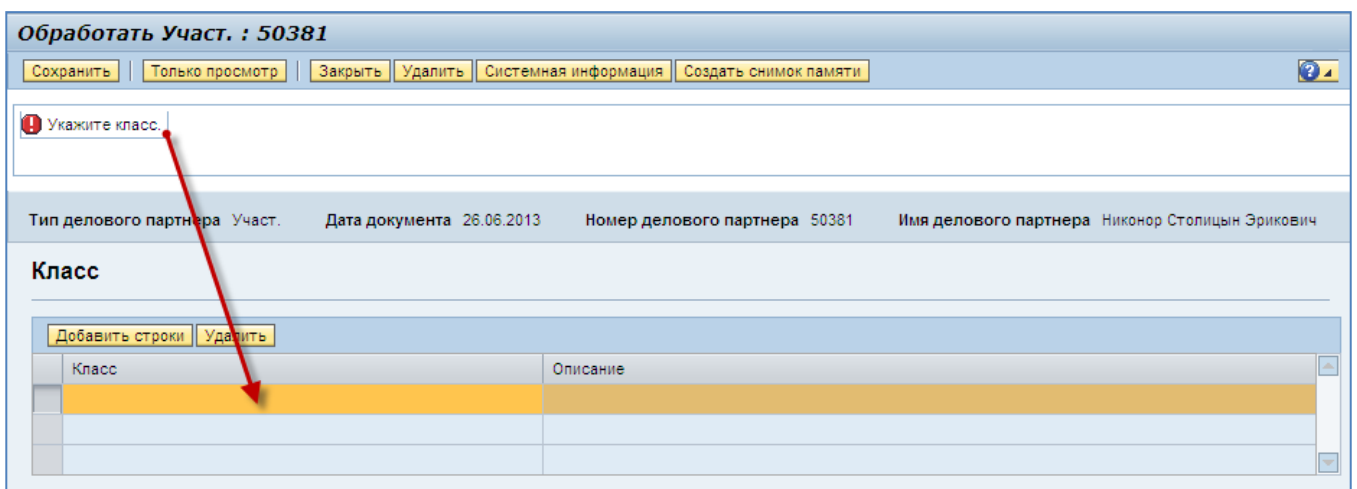 Обработать Участ. : 50381
Сохранить Только просмотр Закрыть Удалить Системная информация Создать снимок памяти
Укажите класс.
Тип делового партнера Участ. Дата документа 26.06.2013 Номер делового партнера 50381 Имя делового партнера Никонор Столицын Эрикович
Класс
Добавить строки Удалить
Класс Описание